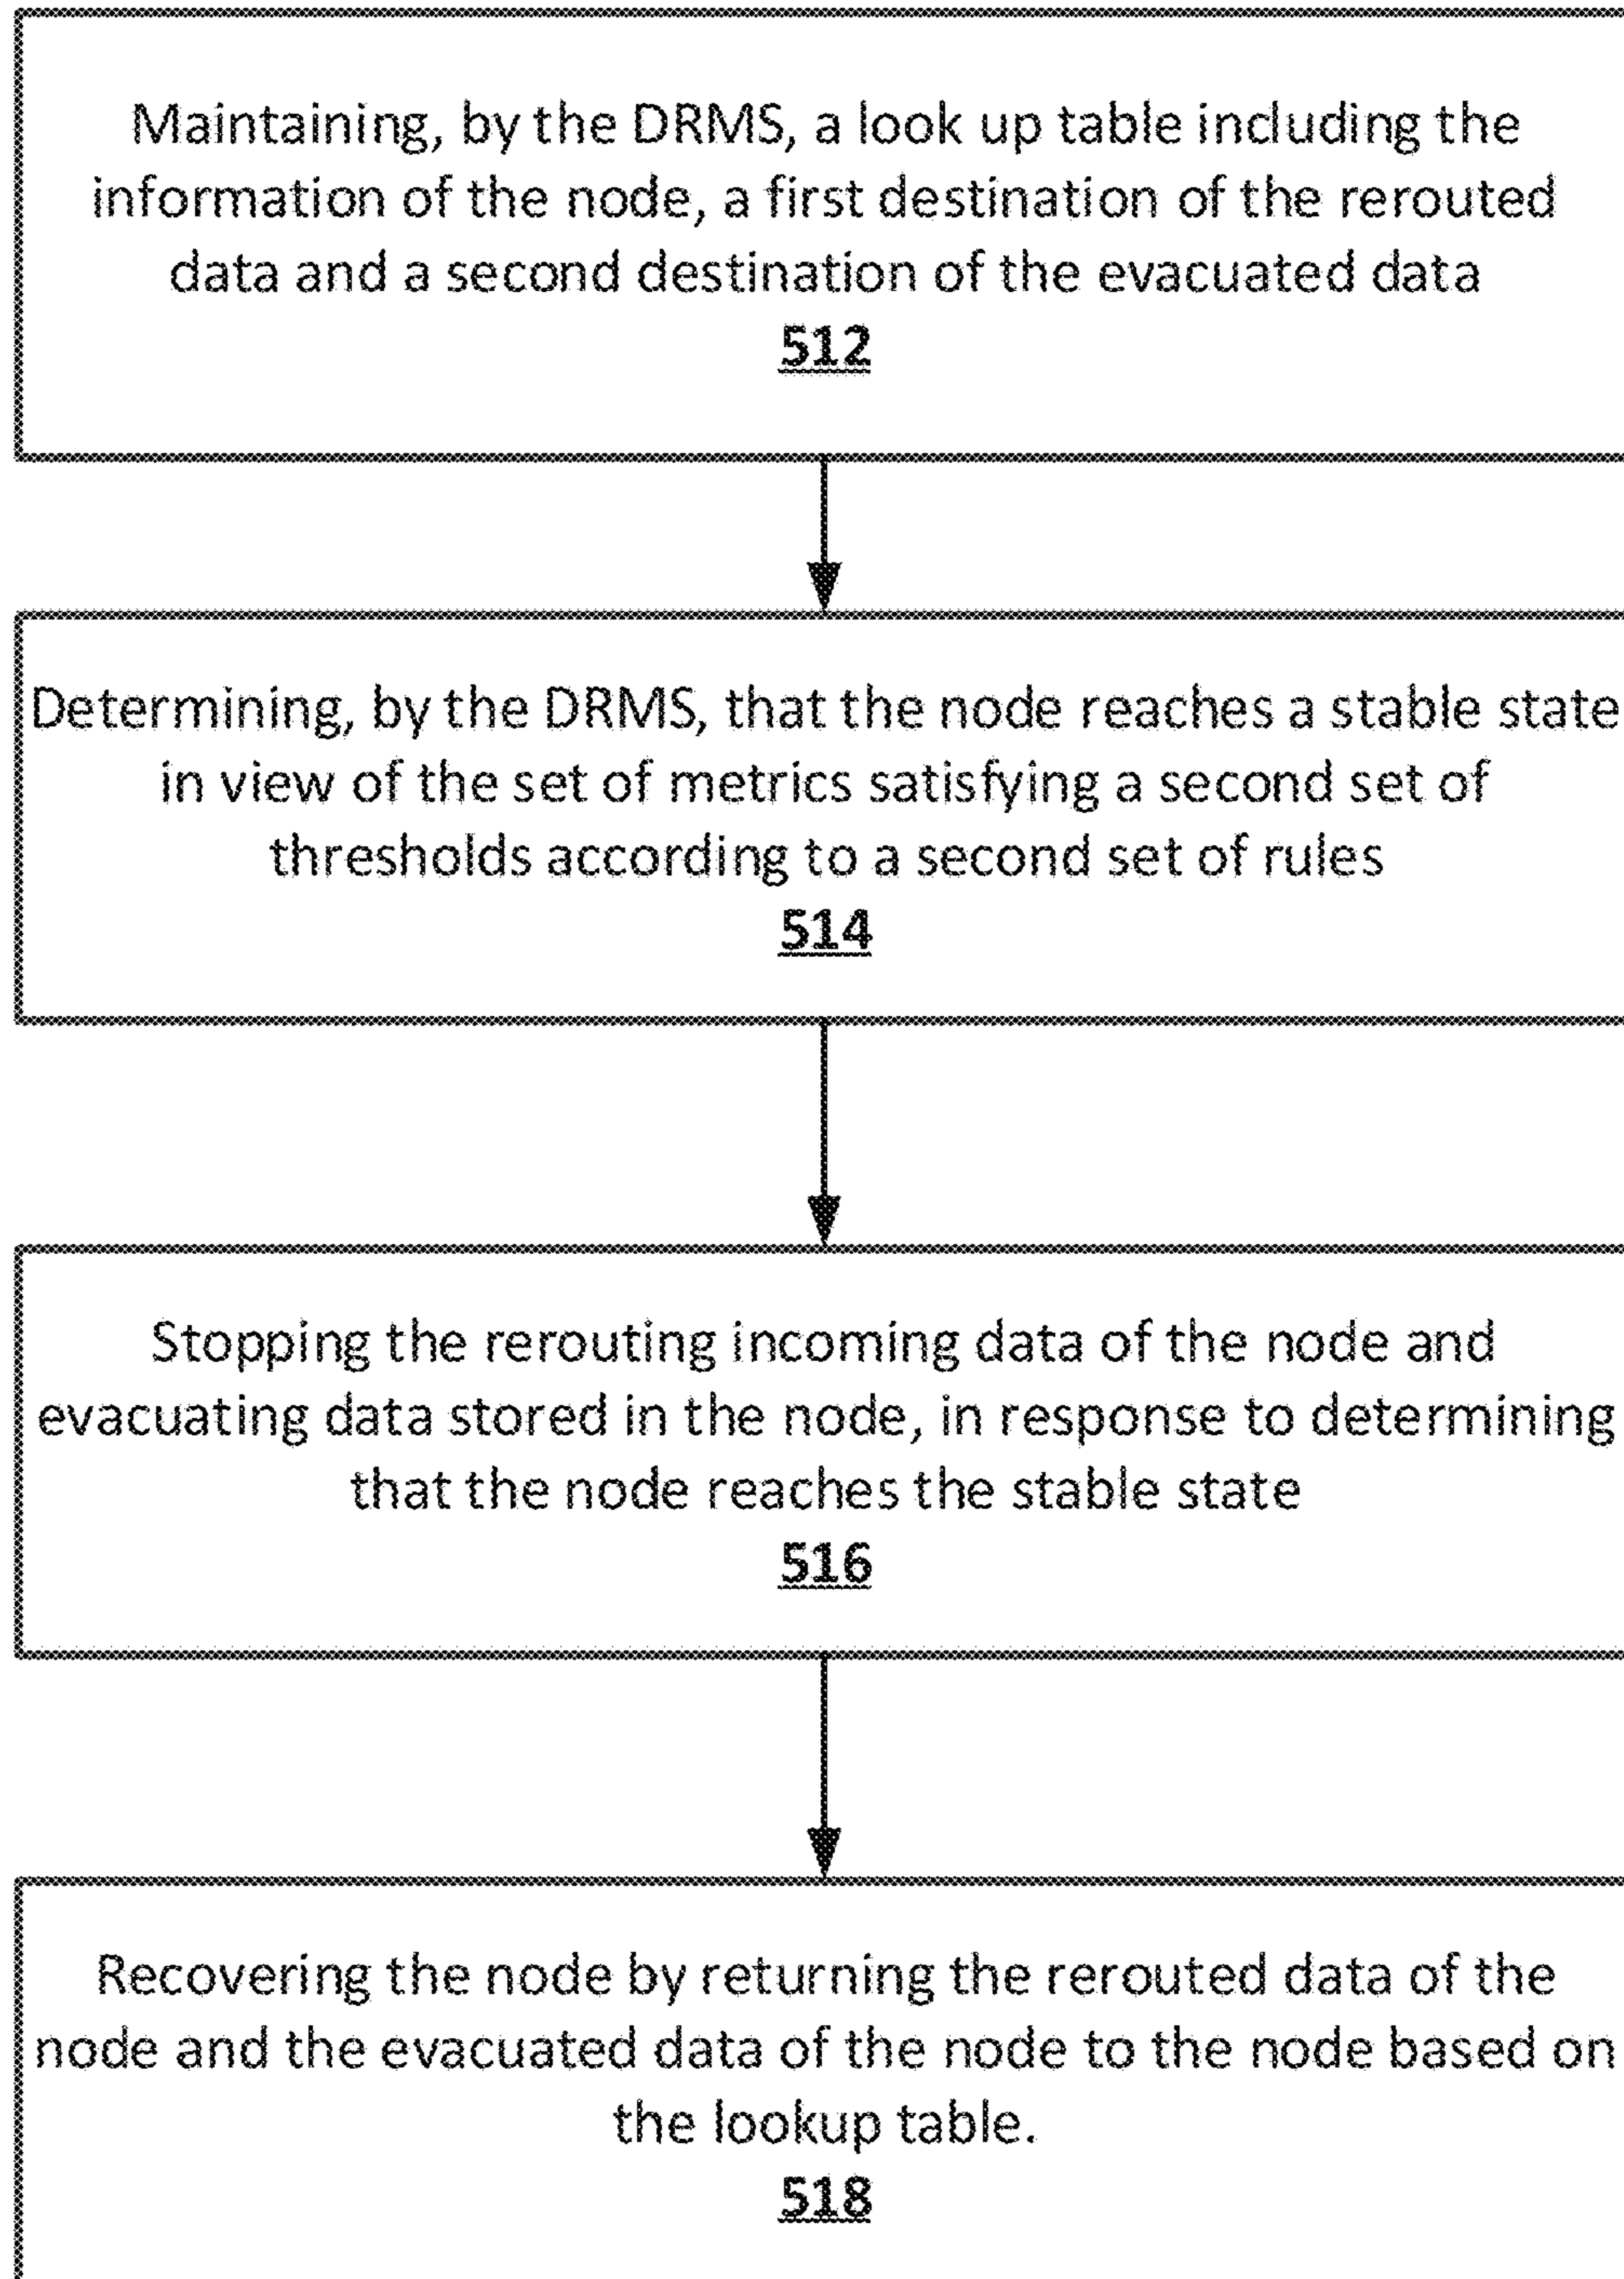 Maintaining, by the DRMS, a look up table including the
information of the node, a first destination of the rerouted
data and a second destination of the evacuated data
512
Determining, by the DRMS, that the node reaches a stable state
in view of the set of metrics satisfying a second set of
thresholds according to a second set of rules
514
Stopping the rerouting incoming data of the node and
evacuating data stored in the node, in response to determining
that the node reaches the stable state
516
Recovering the node by returning the rerouted data of the
node and the evacuated data of the node to the node based on
the lookup table.
518